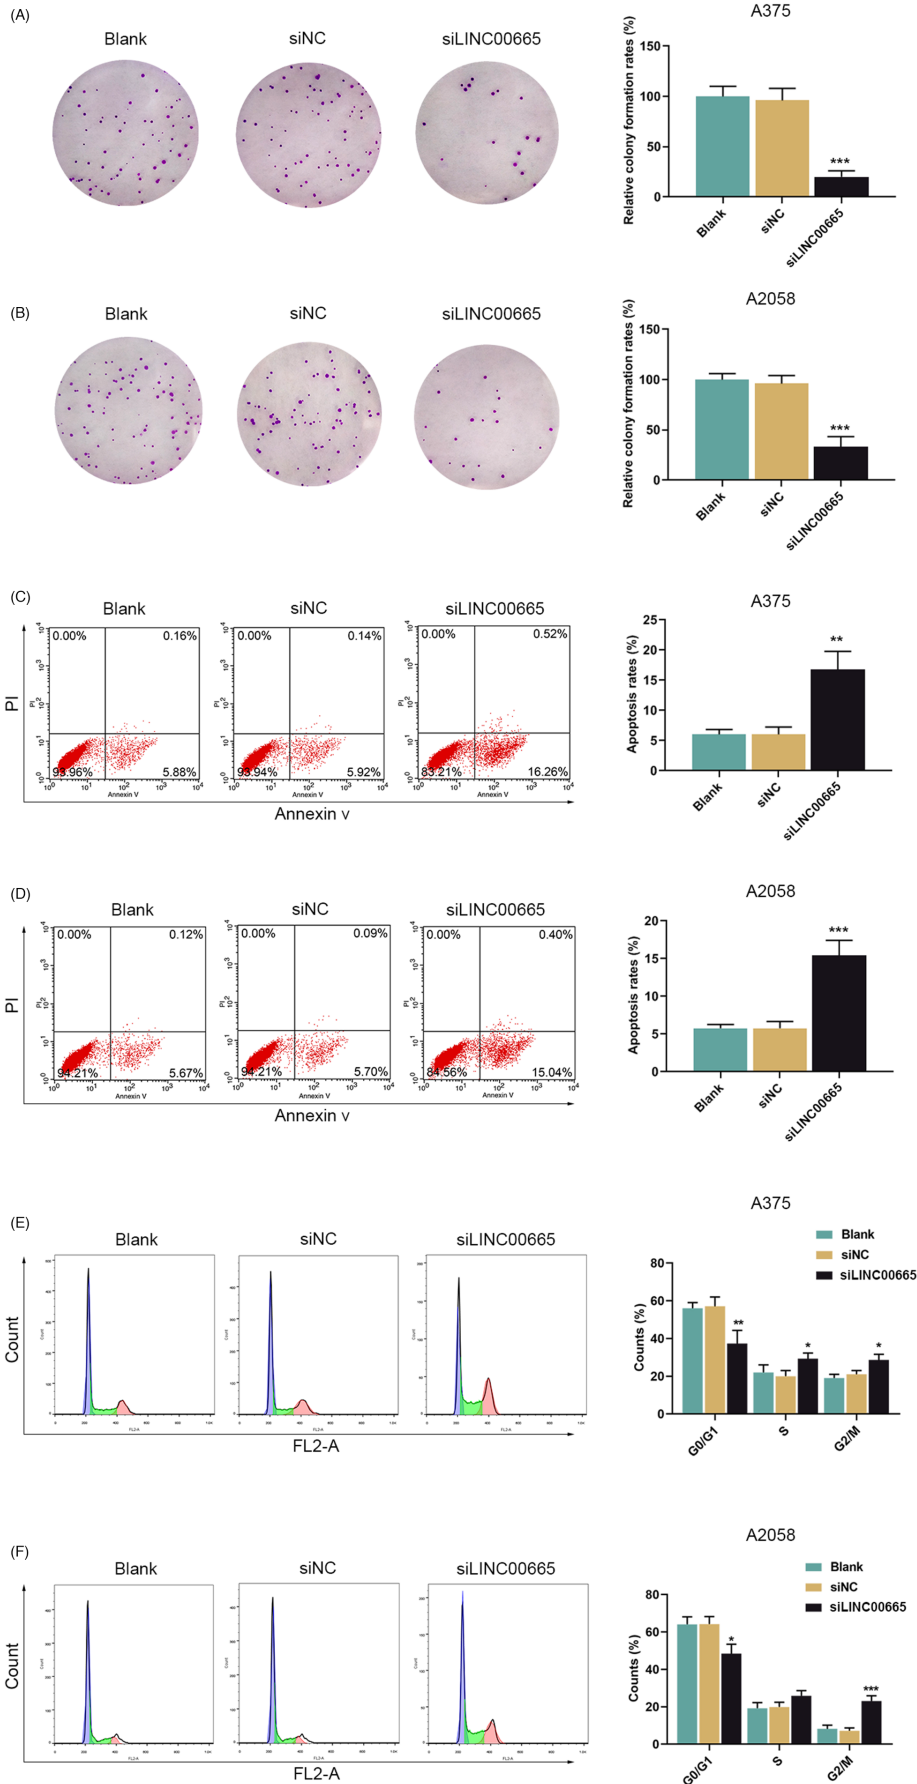 (A)
Blank siNC siLINC00665
A375
Relative colony formation rates (%)
150
100
50
0
Blank siNC siLINC00665
***
(B)
Blank siNC siLINC00665
A2058
Relative colony formation rates (%)
150
100
50
0
Blank siNC siLINC00665
***
(C)
Blank siNC siLINC00665
PI
0.00% 0.16%
93.96% 5.88%
0.00% 0.14%
93.94% 5.92%
0.00% 0.52%
83.21% 16.26%
Annexin V
Annexin V
Annexin V
Annexin v
A375
Apoptosis rates (%)
25
20
15
10
5
0
Blank siNC siLINC00665
**
(D)
Blank siNC siLINC00665
PI
0.00% 0.12%
94.21% 5.67%
0.00% 0.09%
94.21% 5.70%
0.00% 0.40%
84.56% 15.04%
Annexin V
Annexin V
Annexin V
Annexin v
A2058
Apoptosis rates (%)
20
15
10
5
0
Blank siNC siLINC00665
***
(E)
Blank siNC siLINC00665
Count
FL2-A
FL2-A
FL2-A
FL2-A
A375
Blank
siNC
siLINC00665
Counts (%)
80
60
40
20
0
** * *
G0/G1 S G2/M
(F)
Blank siNC siLINC00665
Count
FL2-A
FL2-A
FL2-A
FL2-A
A2058
Blank
siNC
siLINC00665
Counts (%)
80
60
40
20
0
* ***
G0/G1 S G2/M